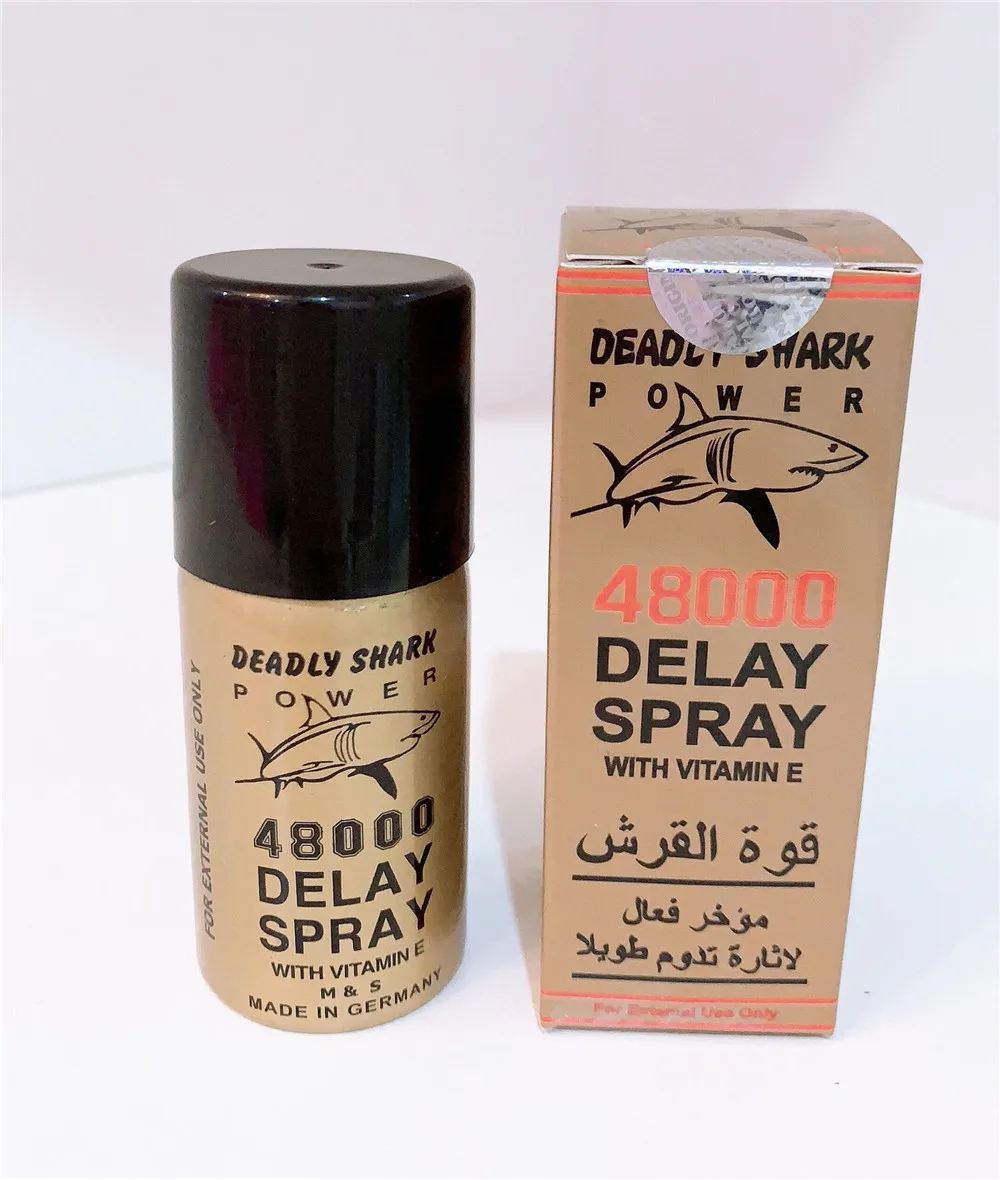 FOR EXTERNAL USE ONLY
DEADLY SHARK
POWER
48000
DELAY
SPRAY
WITH VITAMIN E
M & S
MADE IN GERMANY
DEADLY SHARK
POWER
48000
DELAY
SPRAY
WITH VITAMIN E
قوة القرش
مؤخر فعال
لاثارة تدوم طويلا
For External Use Only